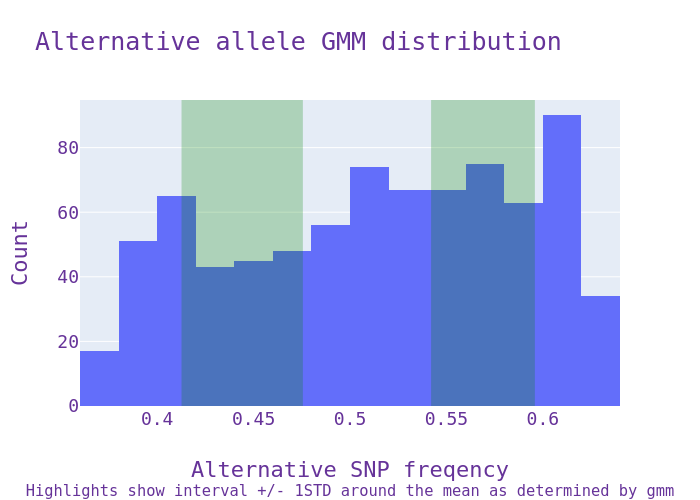 Alternative allele GMM distribution
80
60
40
20
0
Count
0.4
0.45
0.5
0.55
0.6
Alternative SNP freqency
Highlights show interval +/- 1STD around the mean as determined by gmm